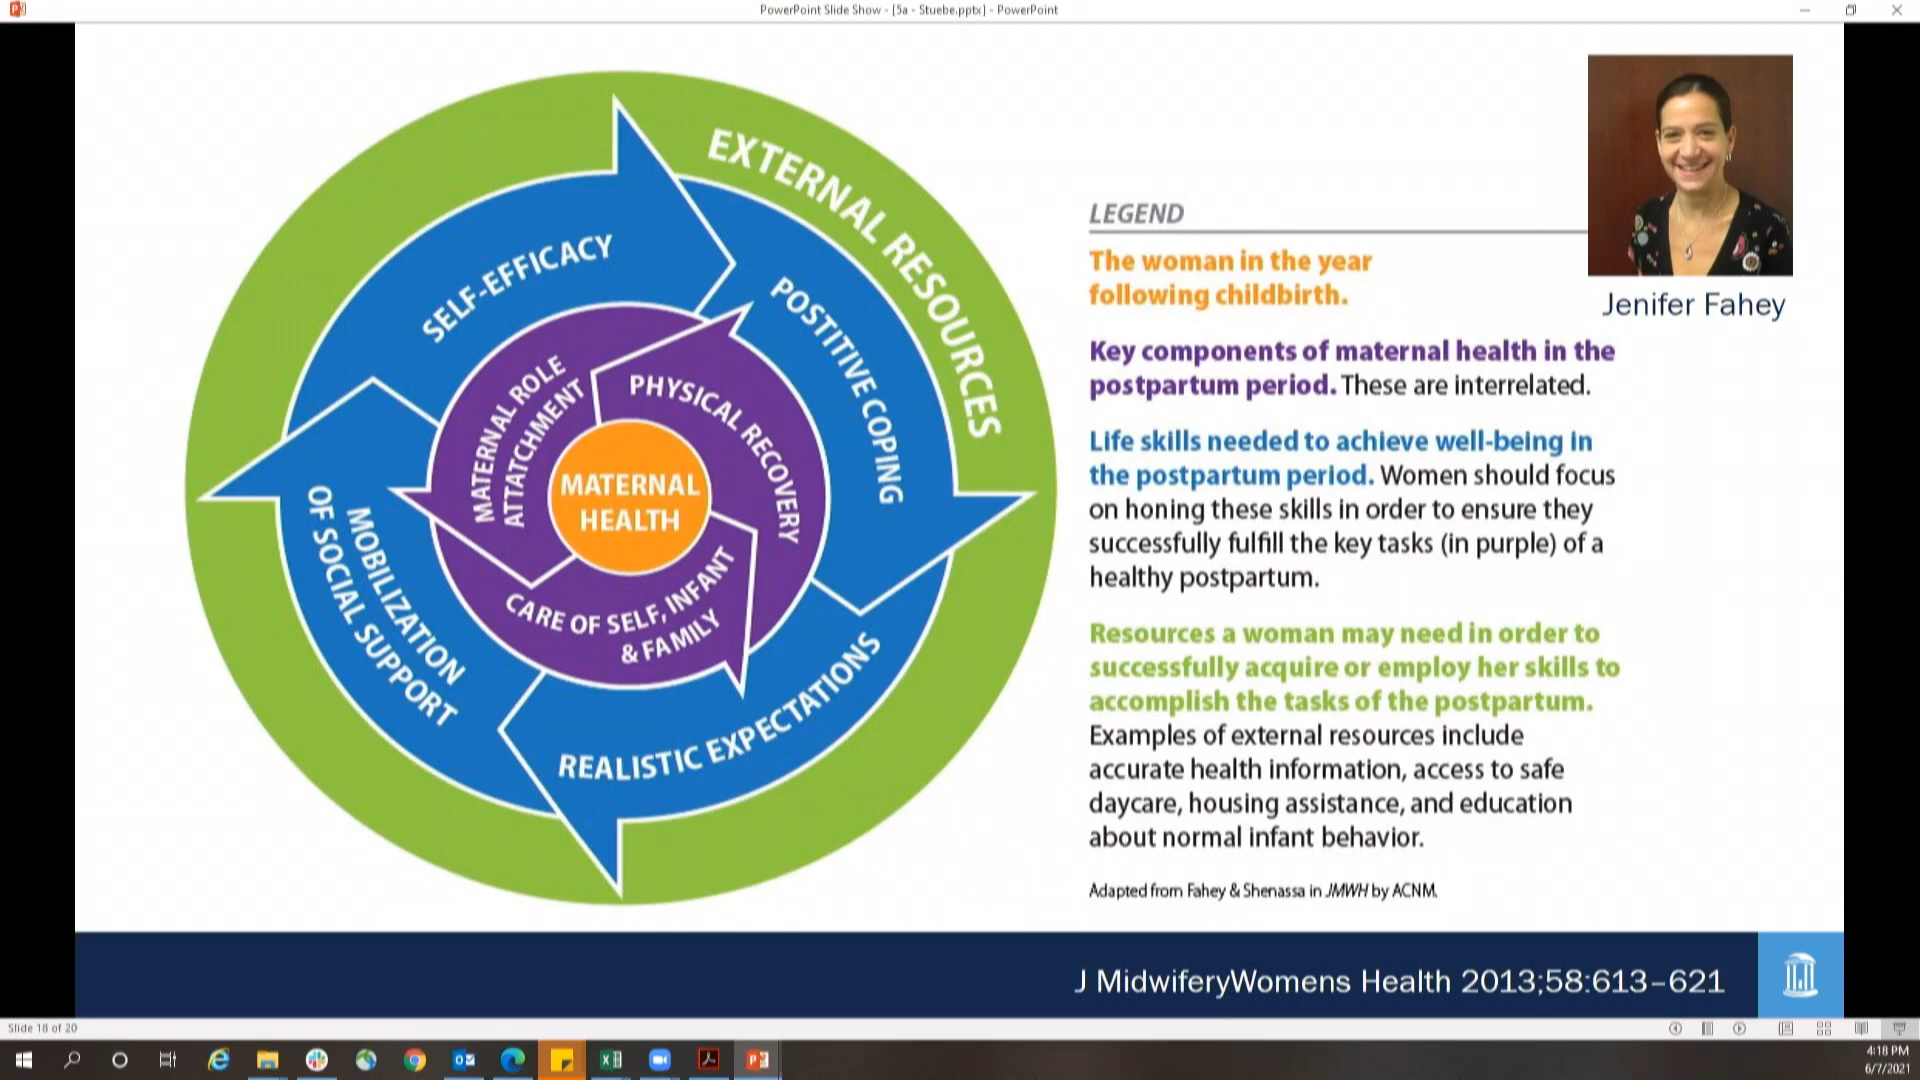 PowerPoint Slide Show - [5a - Stuebe.pptx] - PowerPoint
EXTERNAL RESOURCES
SELF-EFFICACY
POSTITIVE COPING
REALISTIC EXPECTATIONS
MOBILIZATION
OF SOCIAL SUPPORT
MATERNAL ROLE
ATTATCHMENT
PHYSICAL RECOVERY
CARE OF SELF, INFANT
& FAMILY
MATERNAL
HEALTH
LEGEND
The woman in the year
following childbirth.
Key components of maternal health in the
postpartum period. These are interrelated.
Life skills needed to achieve well-being in
the postpartum period. Women should focus
on honing these skills in order to ensure they
successfully fulfill the key tasks (in purple) of a
healthy postpartum.
Resources a woman may need in order to
successfully acquire or employ her skills to
accomplish the tasks of the postpartum.
Examples of external resources include
accurate health information, access to safe
daycare, housing assistance, and education
about normal infant behavior.
Adapted from Fahey & Shenassa in JMWH by ACNM.
Jenifer Fahey
J MidwiferyWomens Health 2013;58:613–621
Slide 18 of 20
4:18 PM
6/7/2021